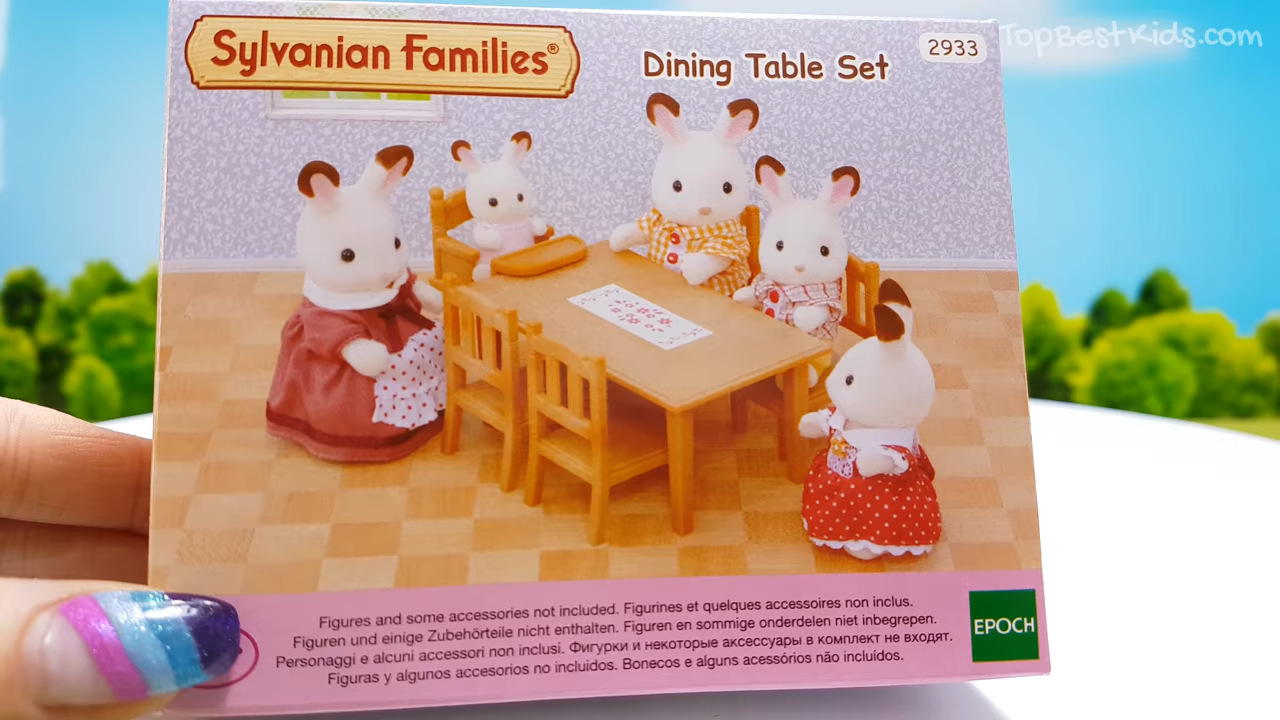 TopBestKids.com
Sylvanian Families®
Dining Table Set
2933
Figures and some accessories not included. Figurines et quelques accessoires non inclus.
Figuren und einige Zubehörteile nicht enthalten. Figuren en sommige onderdelen niet inbegrepen.
Personaggi e alcuni accessori non inclusi. Фигурки и некоторые аксессуары в комплект не входят.
Figuras y algunos accesorios no incluidos. Bonecos e alguns acessórios não incluídos.
EPOCH